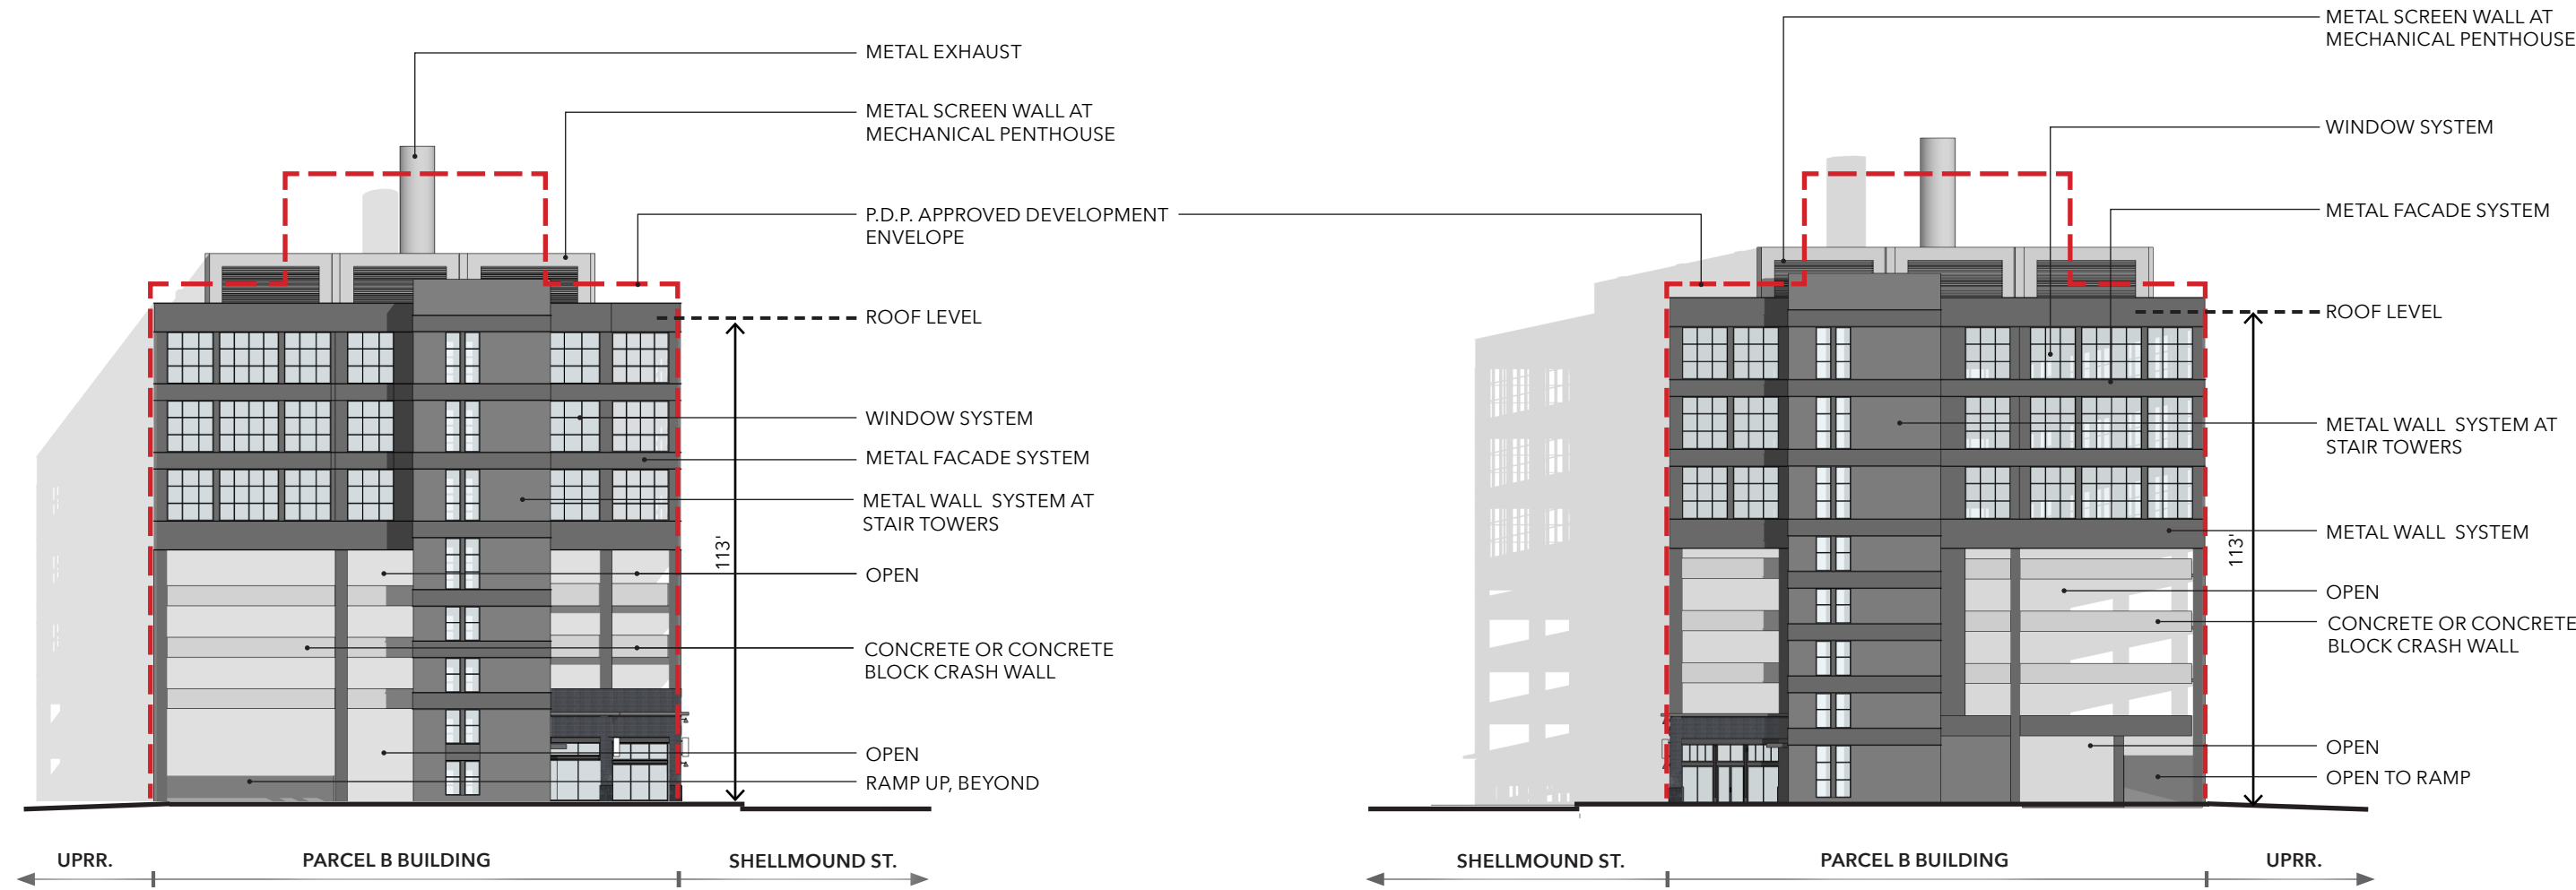 METAL EXHAUST
METAL SCREEN WALL AT
MECHANICAL PENTHOUSE
P.D.P. APPROVED DEVELOPMENT
ENVELOPE
ROOF LEVEL
WINDOW SYSTEM
METAL FACADE SYSTEM
METAL WALL SYSTEM AT
STAIR TOWERS
113'
OPEN
CONCRETE OR CONCRETE
BLOCK CRASH WALL
OPEN
RAMP UP, BEYOND
UPRR.
PARCEL B BUILDING
SHELLMOUND ST.
METAL SCREEN WALL AT
MECHANICAL PENTHOUSE
WINDOW SYSTEM
METAL FACADE SYSTEM
ROOF LEVEL
METAL WALL SYSTEM AT
STAIR TOWERS
METAL WALL SYSTEM
113'
OPEN
CONCRETE OR CONCRETE
BLOCK CRASH WALL
OPEN
OPEN TO RAMP
SHELLMOUND ST.
PARCEL B BUILDING
UPRR.